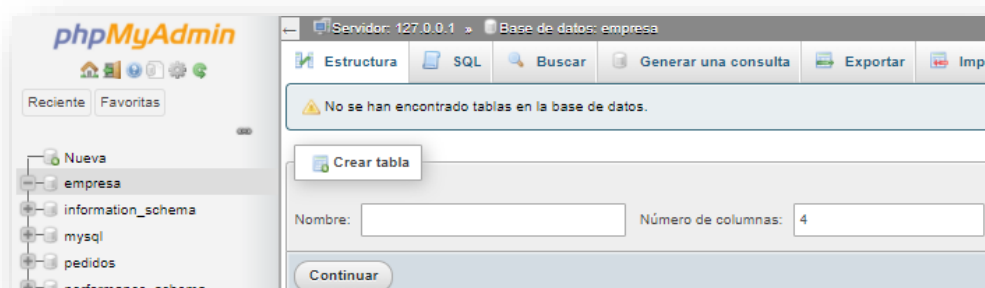 phpMyAdmin
Reciente Favoritas
Nueva
empresa
information_schema
mysql
pedidos
performance_schema
Servidor: 127.0.0.1 » Base de datos: empresa
Estructura SQL Buscar Generar una consulta Exportar Imp
No se han encontrado tablas en la base de datos.
Crear tabla
Nombre: Número de columnas: 4
Continuar